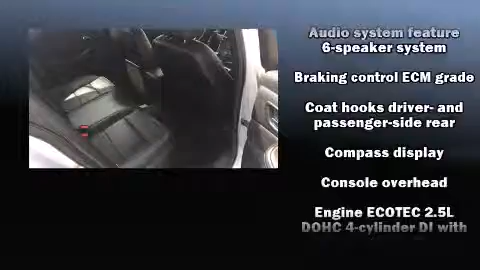 Audio system feature
6-speaker system
Braking control ECM grade
Coat hooks driver- and
passenger-side rear
Compass display
Console overhead
Engine ECOTEC 2.5L
DOHC 4-cylinder DI with